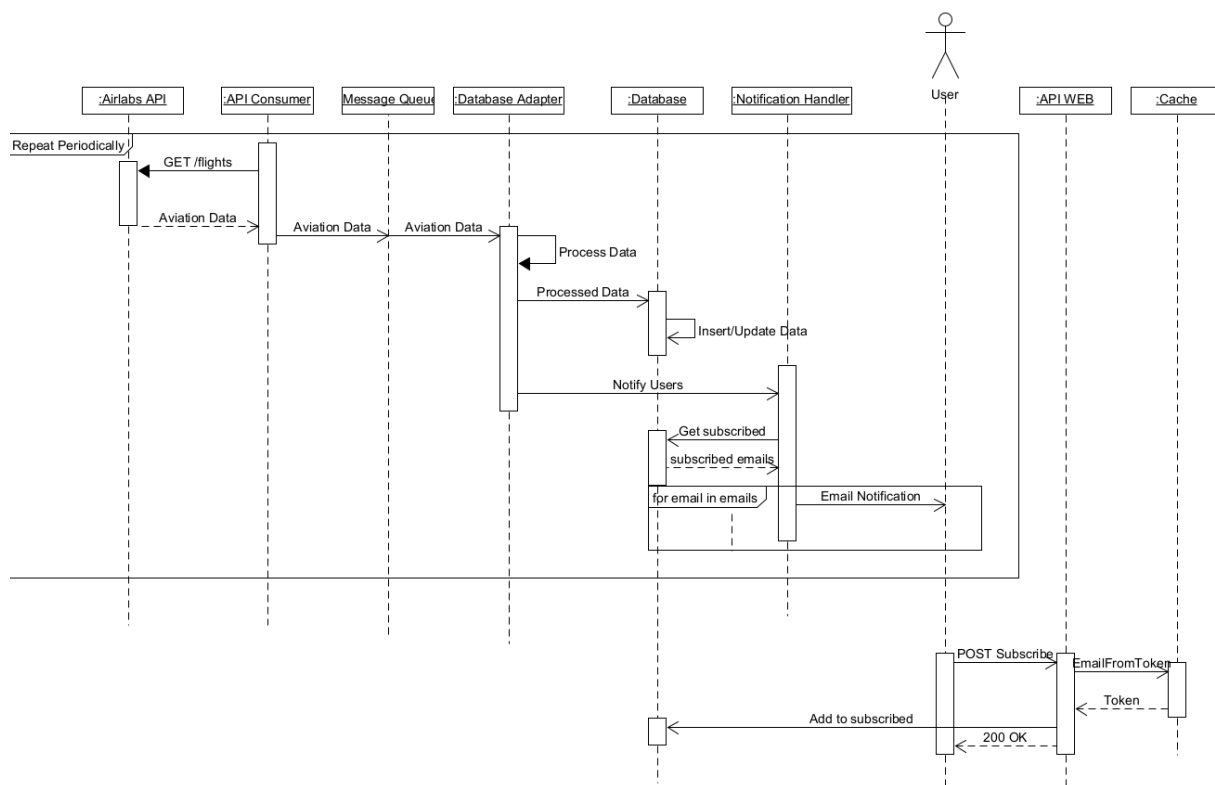 :Airlabs API
:API Consumer
Message Queue
:Database Adapter
:Database
:Notification Handler
User
:API WEB
:Cache
Repeat Periodically
GET /flights
Aviation Data
Aviation Data
Aviation Data
Process Data
Processed Data
Insert/Update Data
Notify Users
Get subscribed
subscribed emails
for email in emails
Email Notification
POST Subscribe
EmailFromToken
Token
Add to subscribed
200 OK